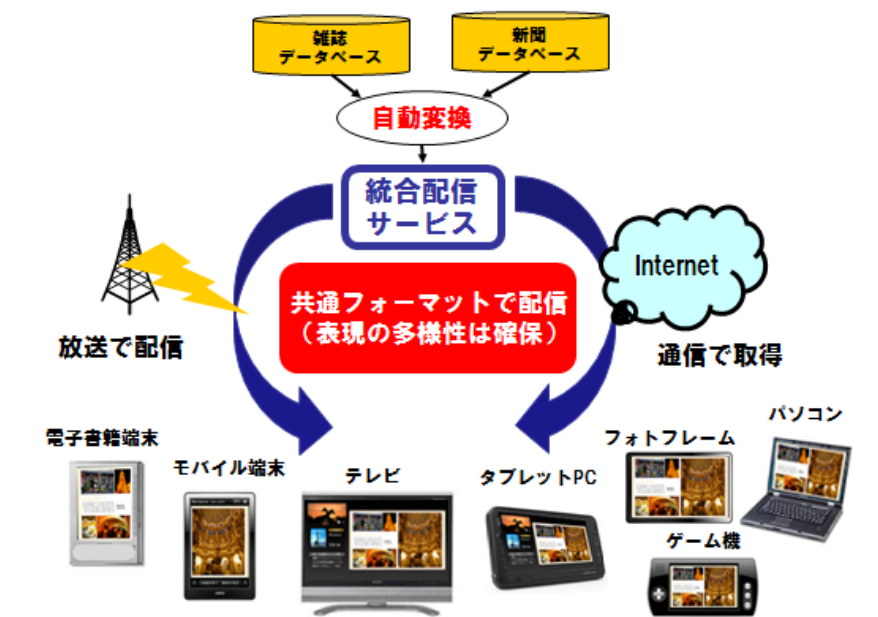 雑誌
データベース
新聞
データベース
自動変換
統合配信
サービス
Internet
共通フォーマットで配信
（表現の多様性は確保）
放送で配信
通信で取得
パソコン
電子書籍端末
モバイル端末
テレビ
タブレットPC
フォトフレーム
ゲーム機